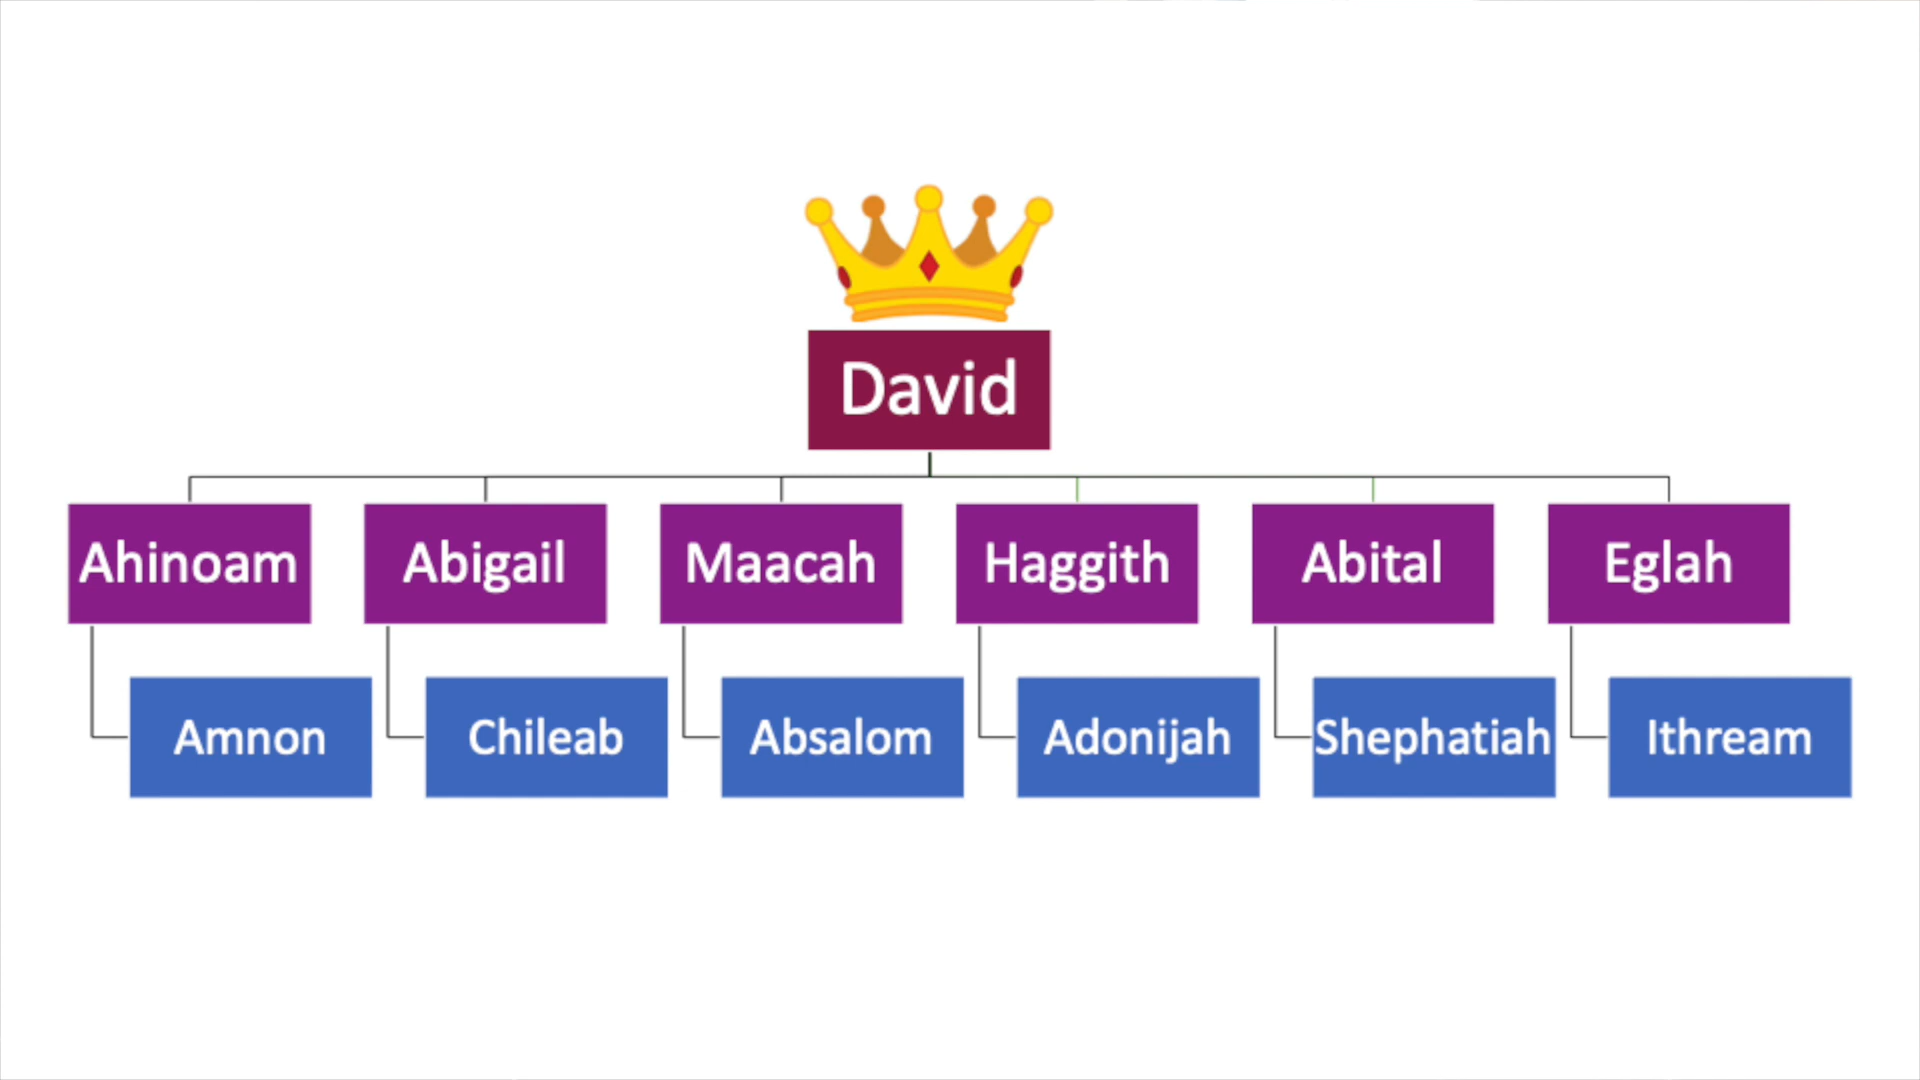 David
Ahinoam
Abigail
Maacah
Haggith
Abital
Eglah
Amnon
Chileab
Absalom
Adonijah
Shephatiah
Ithream